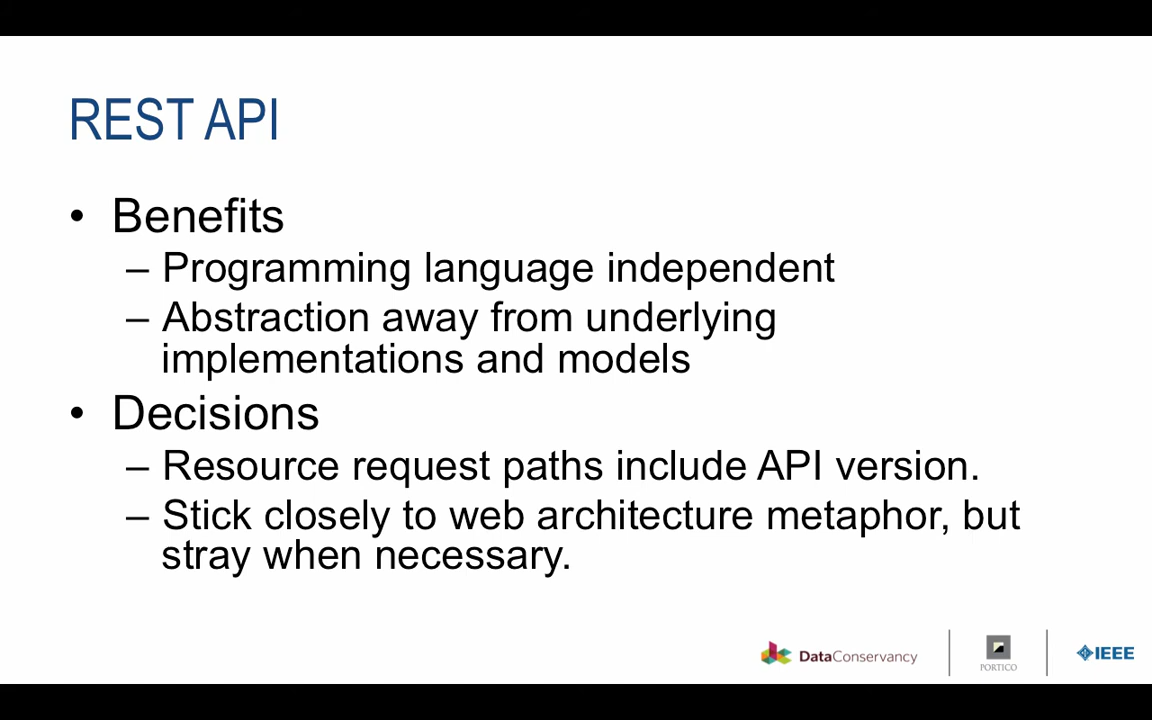 REST API
• Benefits
– Programming language independent
– Abstraction away from underlying
implementations and models
• Decisions
– Resource request paths include API version.
– Stick closely to web architecture metaphor, but
stray when necessary.
DataConservancy
PORTICO
IEEE